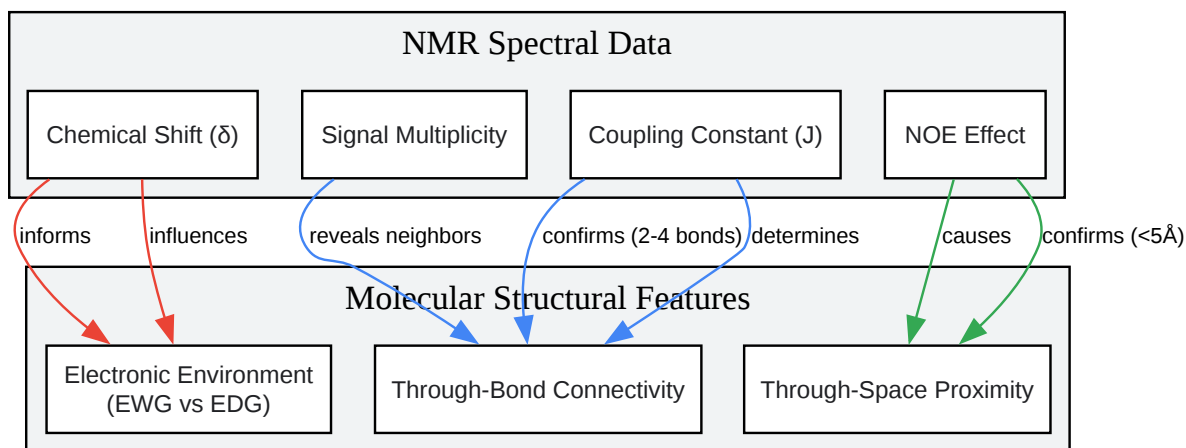 NMR Spectral Data
Chemical Shift (δ)
Signal Multiplicity
Coupling Constant (J)
NOE Effect
informs
influences
reveals neighbors
confirms (2-4 bonds)
determines
causes
confirms (<5Å)
Molecular Structural Features
Electronic Environment
(EWG vs EDG)
Through-Bond Connectivity
Through-Space Proximity